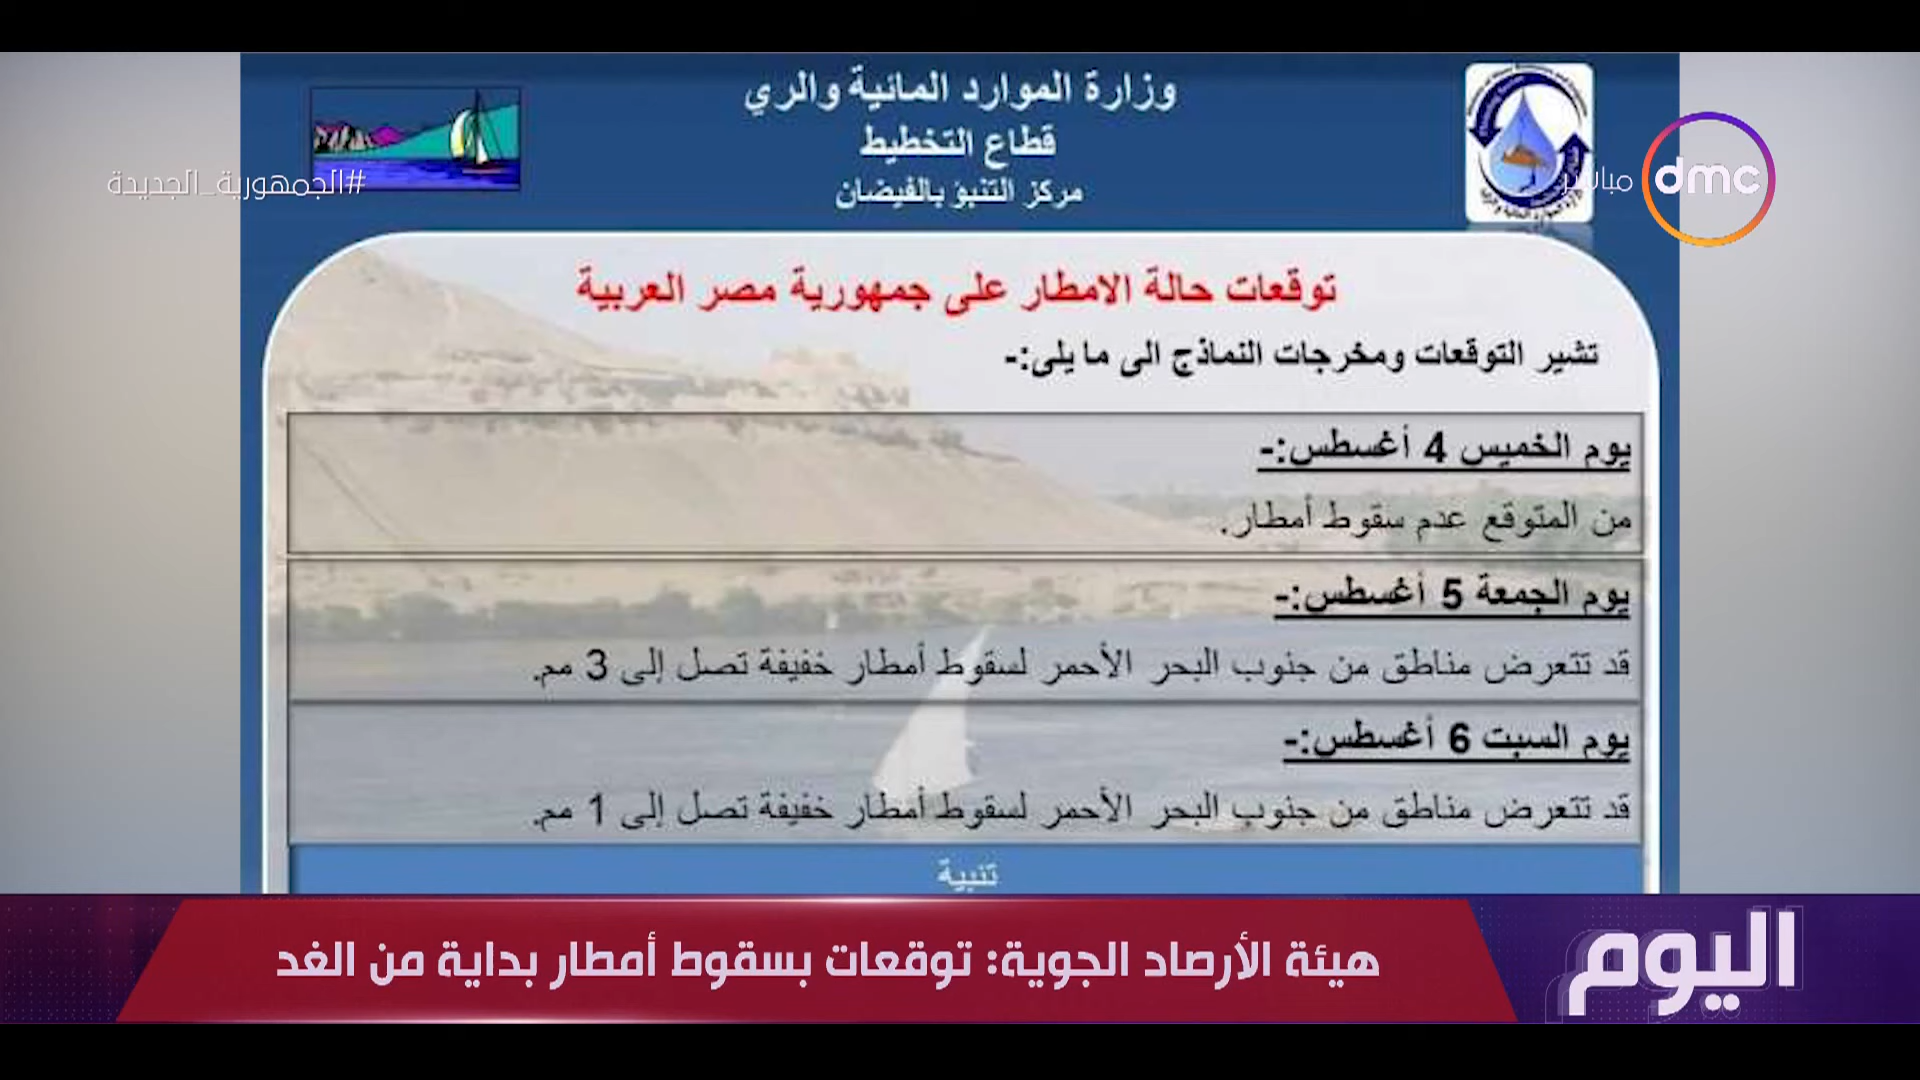 وزارة الموارد المائية والري
قطاع التخطيط
مركز التنبؤ بالفيضان
#الجمهورية_الجديدة
مباشر
dmc
توقعات حالة الامطار على جمهورية مصر العربية
تشير التوقعات ومخرجات النماذج الى ما يلى:-
يوم الخميس 4 أغسطس:-
من المتوقع عدم سقوط أمطار.
يوم الجمعة 5 أغسطس:-
قد تتعرض مناطق من جنوب البحر الأحمر لسقوط أمطار خفيفة تصل إلى 3 مم.
يوم السبت 6 أغسطس:-
قد تتعرض مناطق من جنوب البحر الأحمر لسقوط أمطار خفيفة تصل إلى 1 مم.
تنبية
اليوم
هيئة الأرصاد الجوية: توقعات بسقوط أمطار بداية من الغد